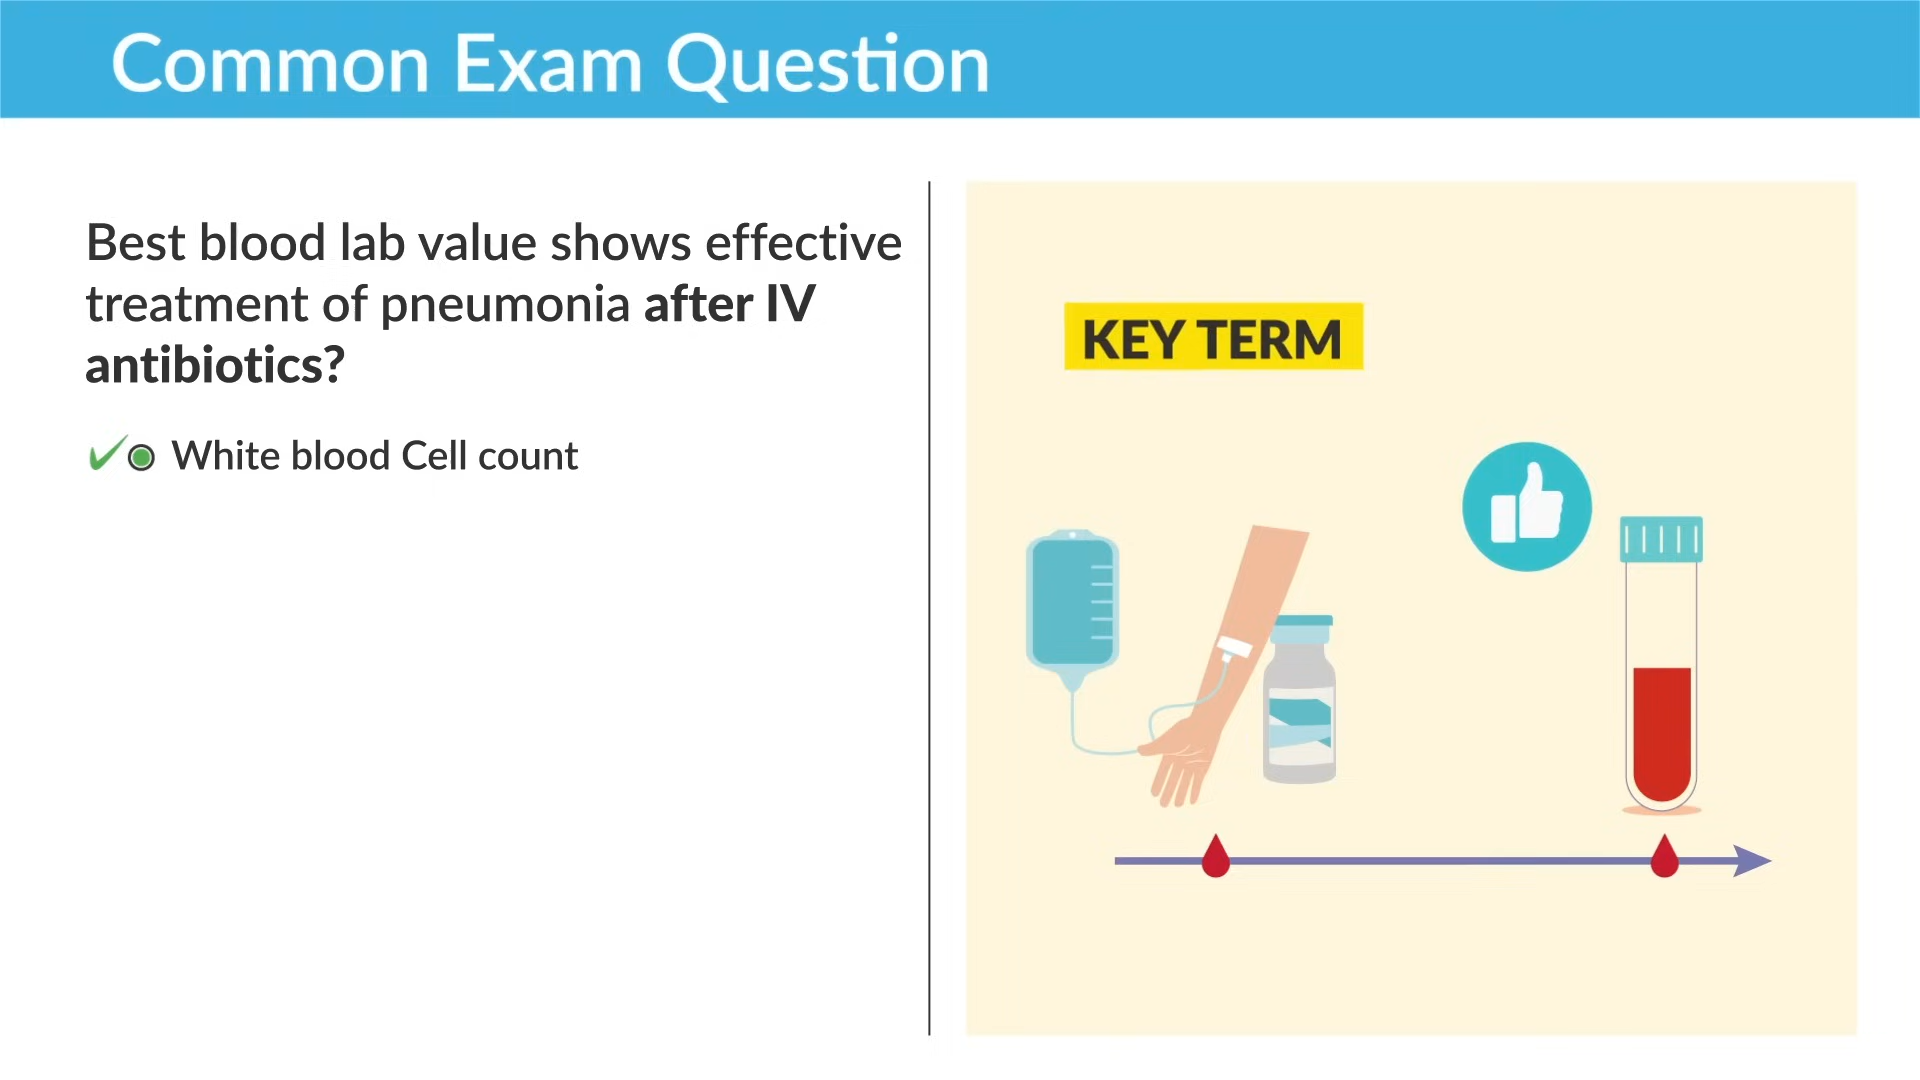 Common Exam Question
Best blood lab value shows effective
treatment of pneumonia after IV
antibiotics?
White blood Cell count
KEY TERM